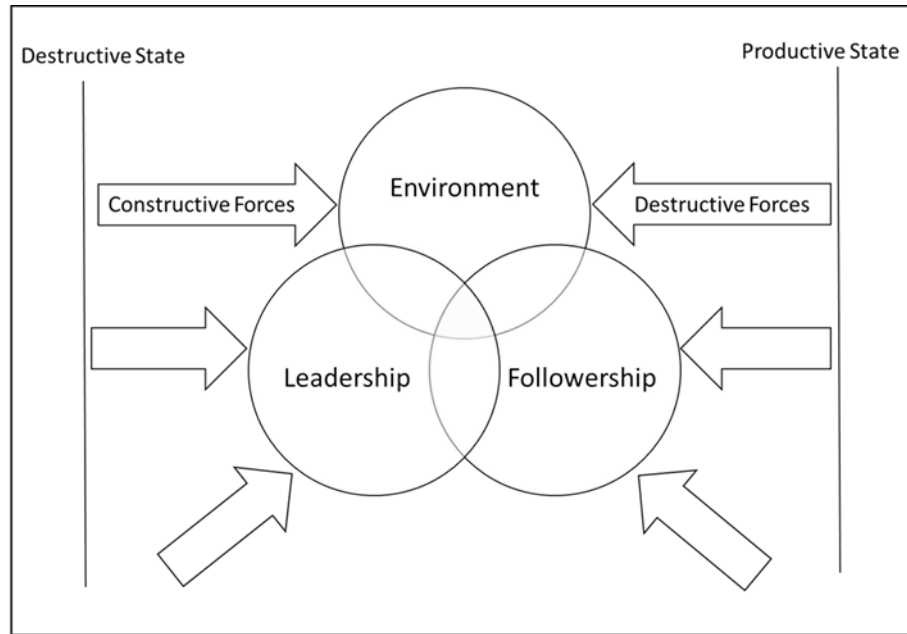 Destructive State
Productive State
Environment
Constructive Forces
Destructive Forces
Leadership
Followership